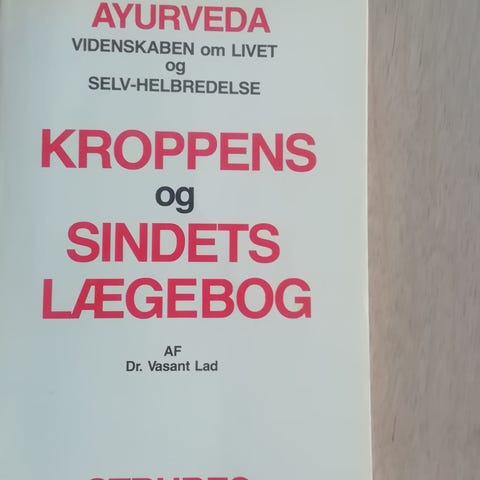 AYURVEDA
VIDENSKABEN om LIVET
og
SELV-HELBREDELSE
KROPPENS
og
SINDETS
LÆGEBOG
AF
Dr. Vasant Lad